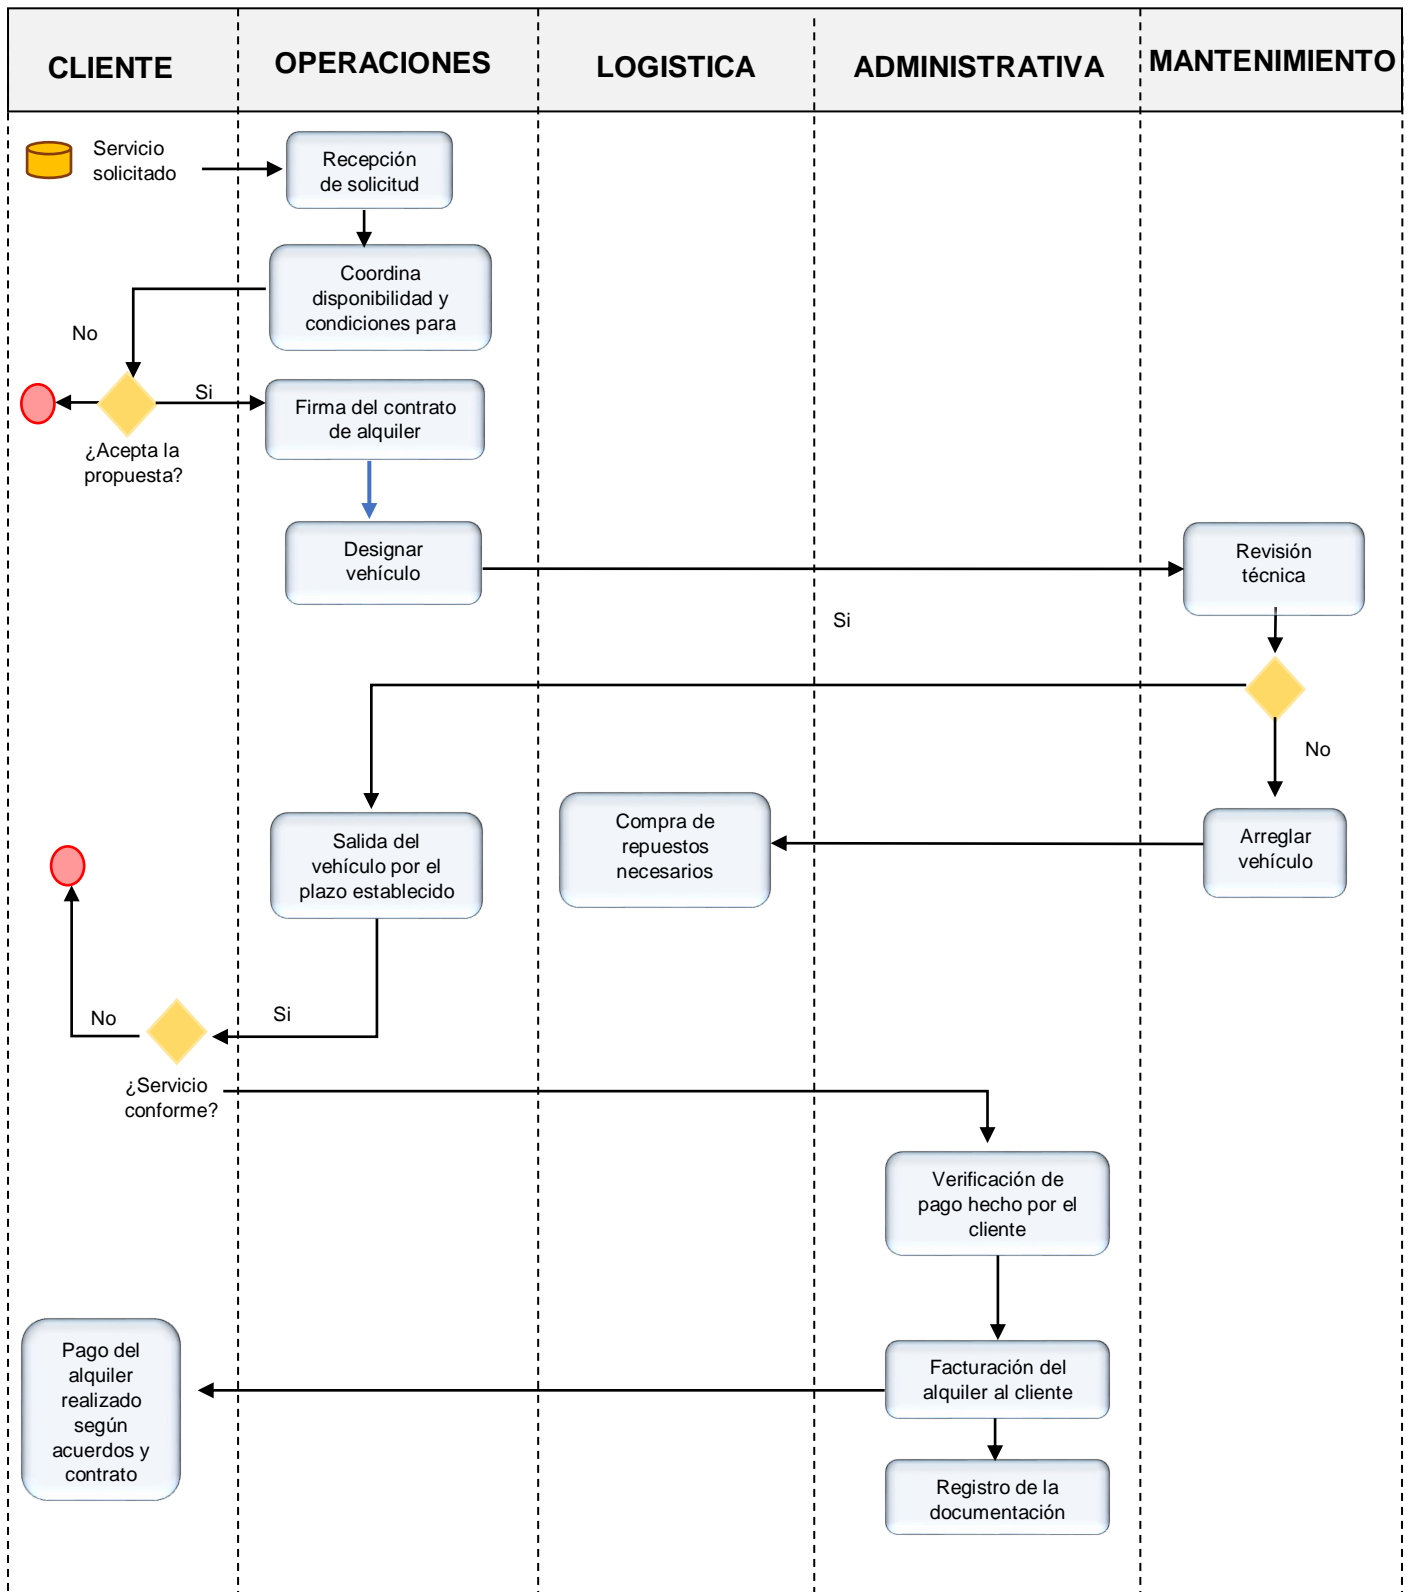 CLIENTE
OPERACIONES
LOGISTICA
ADMINISTRATIVA
MANTENIMIENTO
Servicio
solicitado
Recepción
de solicitud
Coordina
disponibilidad y
condiciones para
No
Si
¿Acepta la
propuesta?
Firma del contrato
de alquiler
Designar
vehículo
Revisión
técnica
Si
No
Salida del
vehículo por el
plazo establecido
Compra de
repuestos
necesarios
Arreglar
vehículo
No
Si
¿Servicio
conforme?
Verificación de
pago hecho por el
cliente
Pago del
alquiler
realizado
según
acuerdos y
contrato
Facturación del
alquiler al cliente
Registro de la
documentación